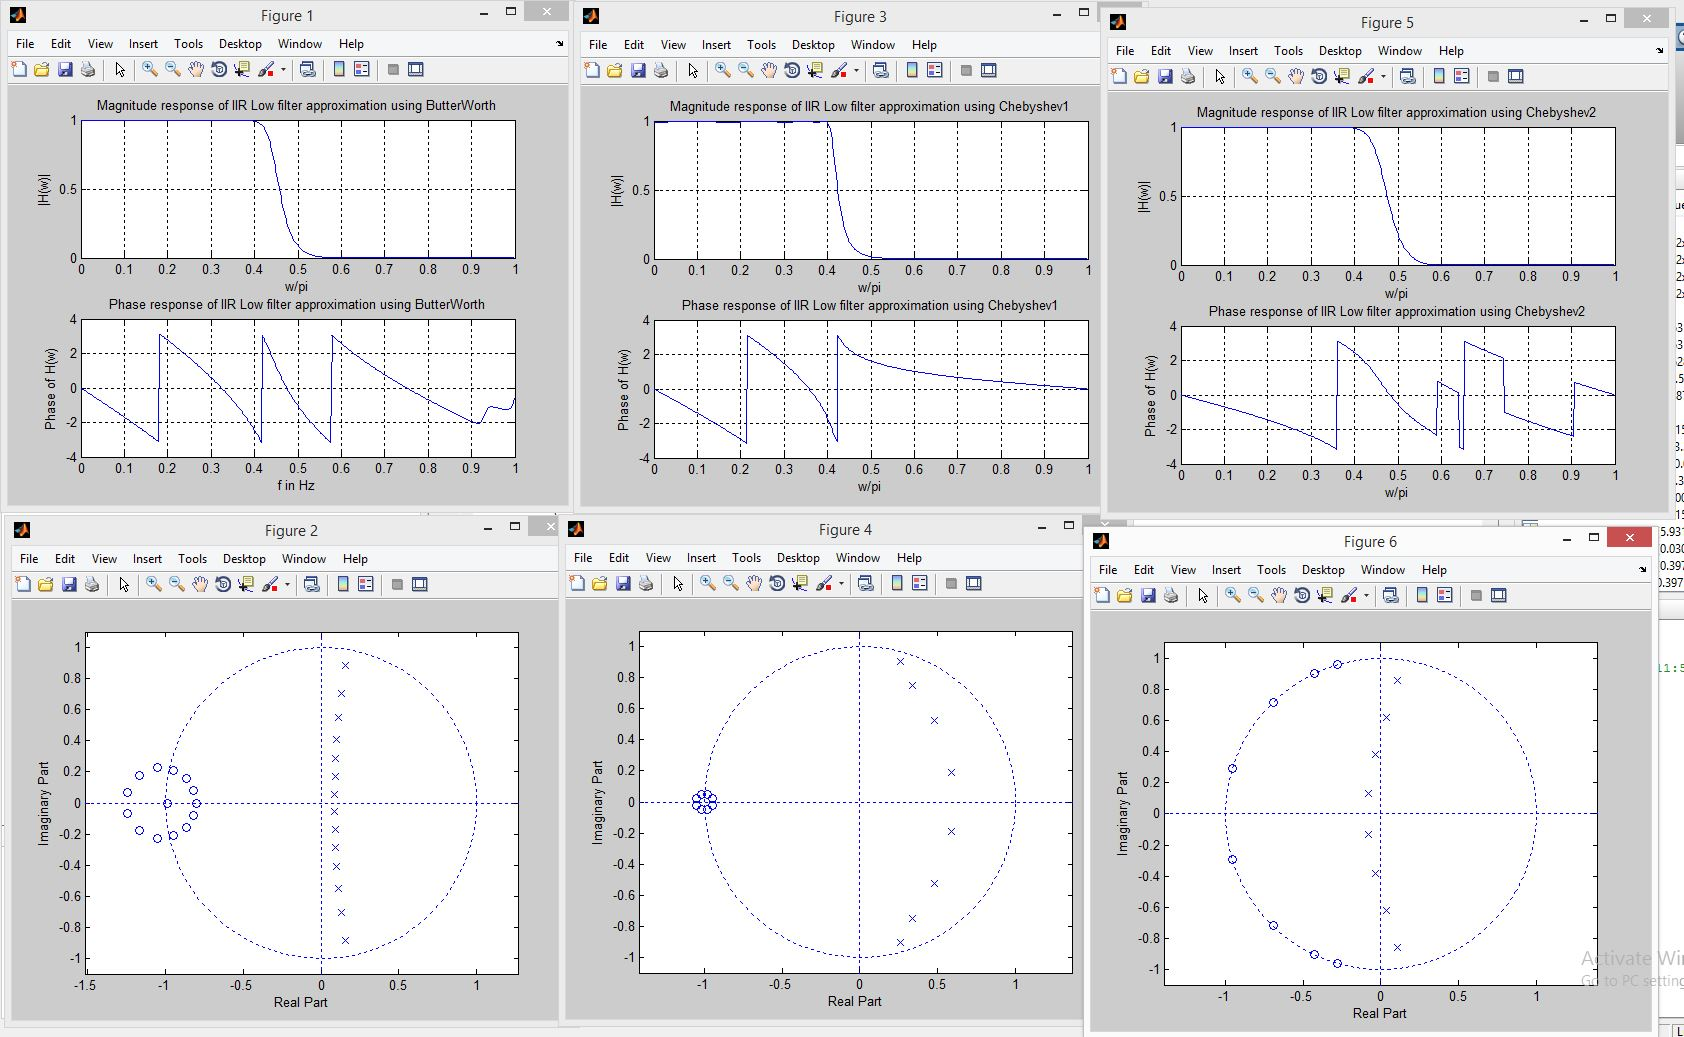 Figure 1
File Edit View Insert Tools Desktop Window Help
Magnitude response of IIR Low filter approximation using ButterWorth
|H(w)|
1
0.5
0
0 0.1 0.2 0.3 0.4 0.5 0.6 0.7 0.8 0.9 1
w/pi
Phase response of IIR Low filter approximation using ButterWorth
Phase of H(w)
4
2
0
-2
-4
0 0.1 0.2 0.3 0.4 0.5 0.6 0.7 0.8 0.9 1
f in Hz
Figure 3
File Edit View Insert Tools Desktop Window Help
Magnitude response of IIR Low filter approximation using Chebyshev1
|H(w)|
1
0.5
0
0 0.1 0.2 0.3 0.4 0.5 0.6 0.7 0.8 0.9 1
w/pi
Phase response of IIR Low filter approximation using Chebyshev1
Phase of H(w)
4
2
0
-2
-4
0 0.1 0.2 0.3 0.4 0.5 0.6 0.7 0.8 0.9 1
w/pi
Figure 5
File Edit View Insert Tools Desktop Window Help
Magnitude response of IIR Low filter approximation using Chebyshev2
|H(w)|
1
0.5
0
0 0.1 0.2 0.3 0.4 0.5 0.6 0.7 0.8 0.9 1
w/pi
Phase response of IIR Low filter approximation using Chebyshev2
Phase of H(w)
4
2
0
-2
-4
0 0.1 0.2 0.3 0.4 0.5 0.6 0.7 0.8 0.9 1
w/pi
Figure 2
File Edit View Insert Tools Desktop Window Help
Imaginary Part
1
0.8
0.6
0.4
0.2
0
-0.2
-0.4
-0.6
-0.8
-1
-1.5 -1 -0.5 0 0.5 1
Real Part
Figure 4
File Edit View Insert Tools Desktop Window Help
Imaginary Part
1
0.8
0.6
0.4
0.2
0
-0.2
-0.4
-0.6
-0.8
-1
-1 -0.5 0 0.5 1
Real Part
Figure 6
File Edit View Insert Tools Desktop Window Help
Imaginary Part
1
0.8
0.6
0.4
0.2
0
-0.2
-0.4
-0.6
-0.8
-1
-1 -0.5 0 0.5 1
Real Part
Activate Wi
Go to PC setting